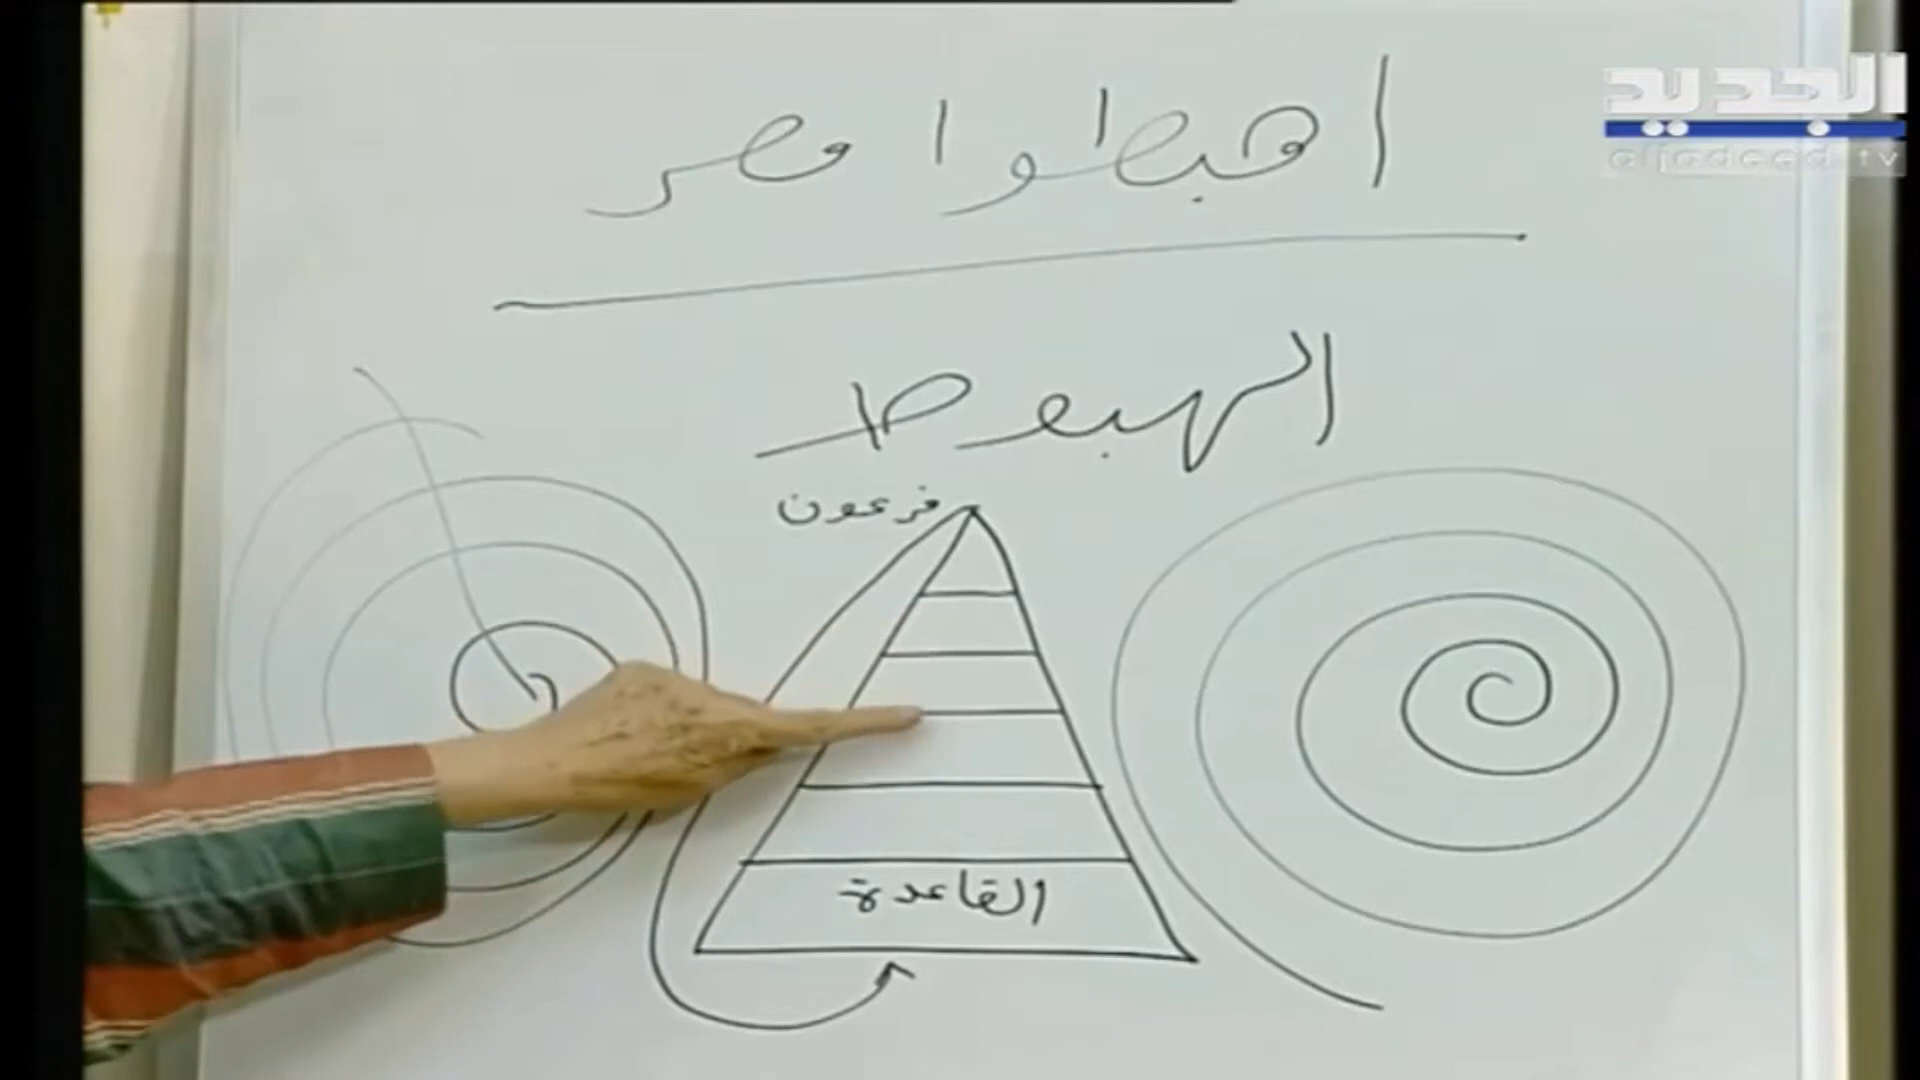 الجديد
aljadeed.tv
اهبطوا مصر
الهبوط
فرعون
القاعدة